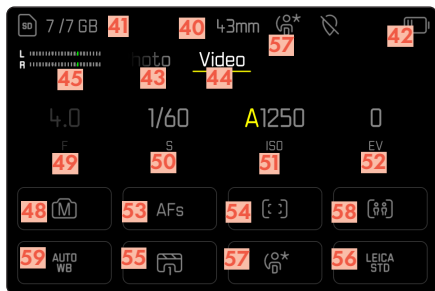 SD 7 /7 GB 41 40 43mm 57 42
L
R
45 hoto 43 Video 44
4.0 1/60 A1250 0
F S ISO EV
49 50 51 52
48 M 53 AFs 54 58
59 AUTO WB 55 57 D 56 LEICA STD